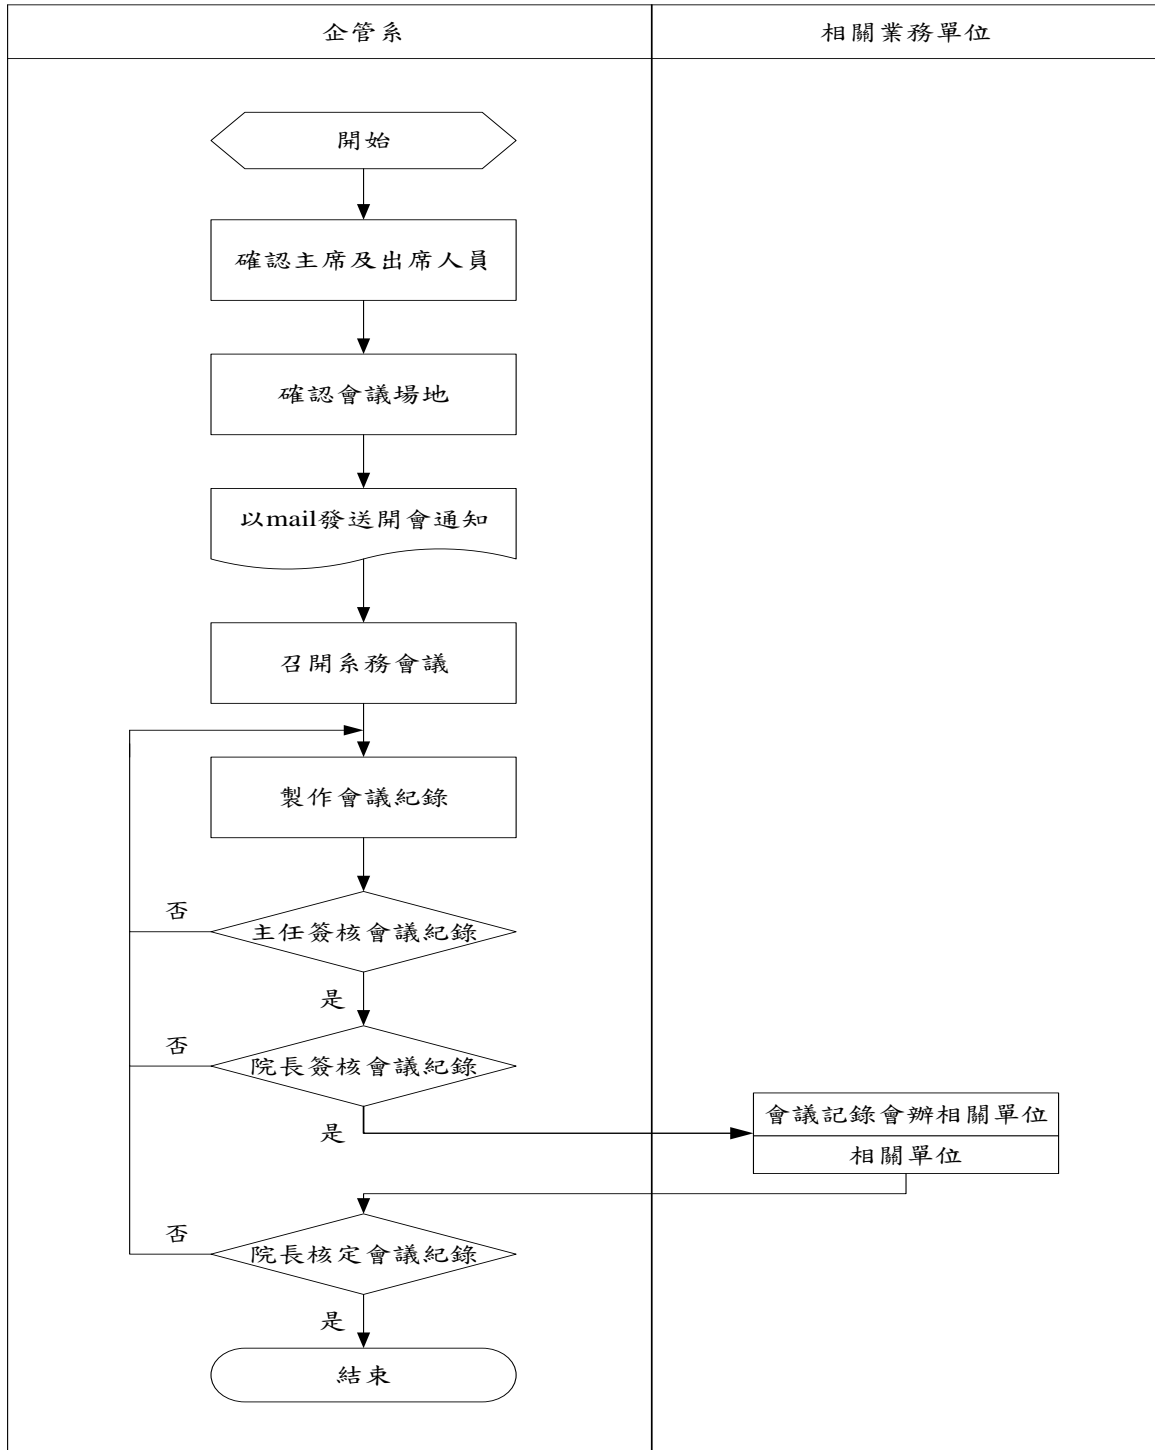 企管系
相關業務單位
開始
確認主席及出席人員
確認會議場地
以mail發送開會通知
召開系務會議
製作會議紀錄
否
主任簽核會議紀錄
是
否
院長簽核會議紀錄
是
會議記錄會辦相關單位
相關單位
否
院長核定會議紀錄
是
結束